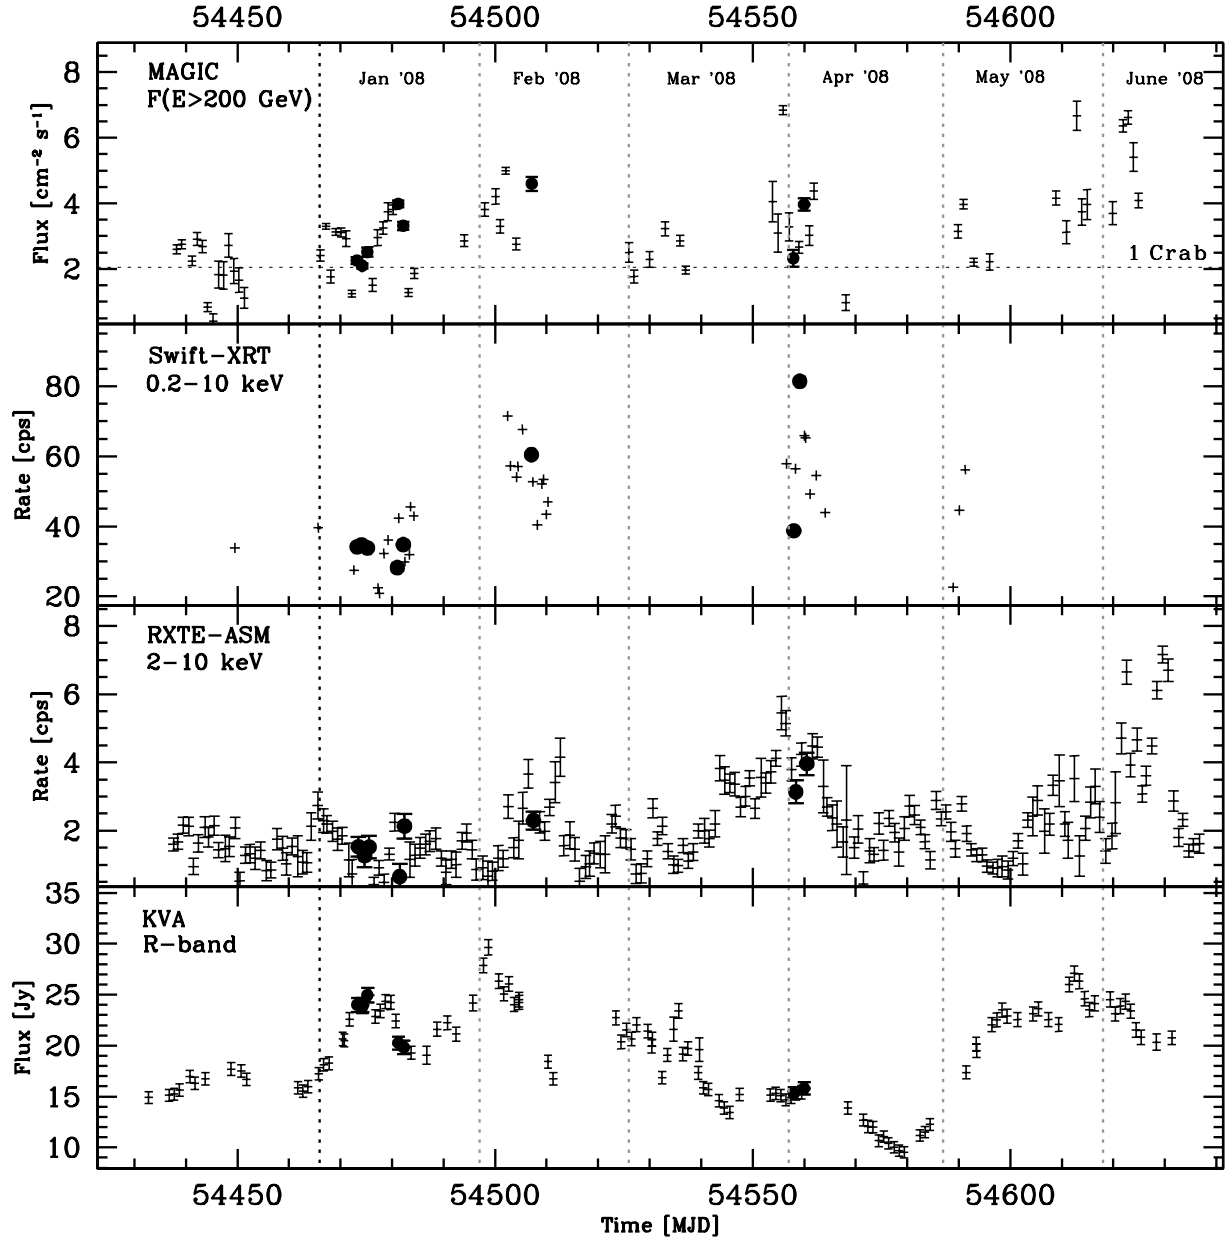 54450 54500 54550 54600
MAGIC
F(E>200 GeV)
Jan '08 Feb '08 Mar '08 Apr '08 May '08 June '08
8
6
4
2
Flux [cm⁻² s⁻¹]
1 Crab
Swift-XRT
0.2-10 keV
80
60
40
20
Rate [cps]
RXTE-ASM
2-10 keV
8
6
4
2
Rate [cps]
KVA
R-band
35
30
25
20
15
10
Flux [Jy]
54450 54500 54550 54600
Time [MJD]